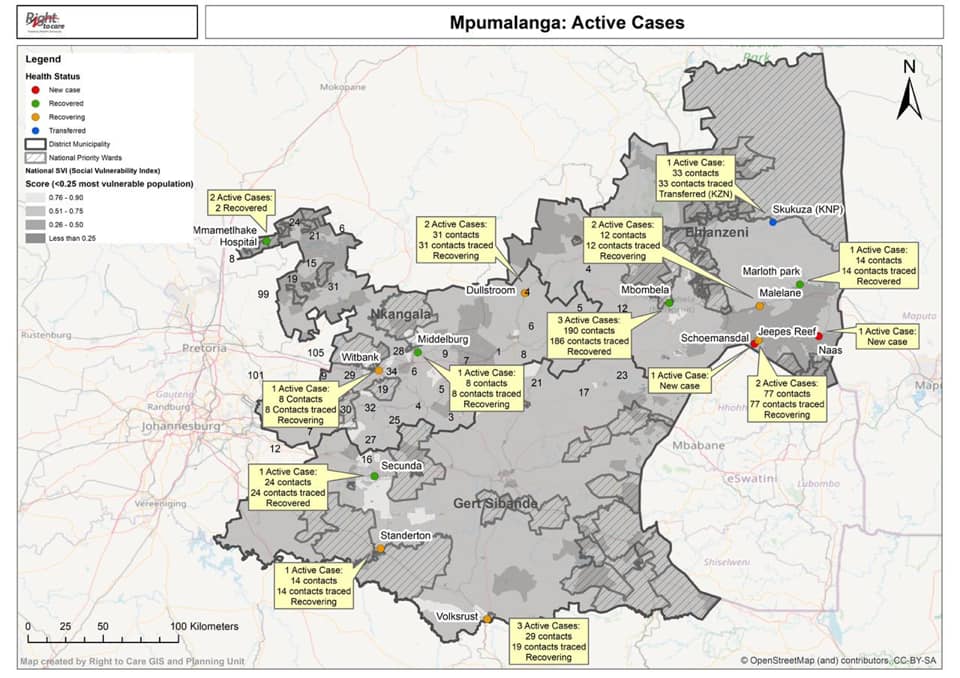 Right
to care
Mpumalanga: Active Cases
Legend
Health Status
New case
Recovered
Recovering
Transferred
District Municipality
National Priority Wards
National SVI (Social Vulnerability Index)
Score (<0.25 most vulnerable population)
0.76 - 0.90
0.51 - 0.75
0.26 - 0.50
Less than 0.25
N
Park
Mokopane
1 Active Case:
33 contacts
33 contacts traced
Transferred (KZN)
Skukuza (KNP)
2 Active Cases:
2 Recovered
Mmametlhake
Hospital
24
6
21
8
15
19
31
99
2 Active Cases
31 contacts
31 contacts traced
Recovering
2 Active Cases:
12 contacts
12 contacts traced
Recovering
Bhanzeni
1 Active Case:
14 contacts
14 contacts traced
Recovered
Marloth park
Malelane
4
Dullstroom
4
Mbombela
5
12
6
Nkangala
3 Active Cases:
190 contacts
186 contacts traced
Recovered
Schoemansdal
Jeepes Reef
Naas
1 Active Case:
New case
Maputo
Rustenburg
Pretoria
105
Witbank
28
Middelburg
9
7
1
8
101
9
29
34
6
19
5
21
23
17
1 Active Case:
8 Contacts
8 Contacts traced
Recovering
1 Active Case:
8 contacts
8 contacts traced
Recovering
1 Active Case:
New case
2 Active Cases:
77 contacts
77 contacts traced
Recovering
Gauteng
Randburg
Johannesburg
30
32
4
3
25
7
27
12
16
Mbabane
eSwatini
Lubombo
Secunda
1 Active Case:
24 contacts
24 contacts traced
Recovered
Vereeniging
Gert Sibande
Standerton
Shiselweni
1 Active Case:
14 contacts
14 contacts traced
Recovering
Volksrust
3 Active Cases:
29 contacts
19 contacts traced
Recovering
0 25 50 100 Kilometers
Map created by Right to Care GIS and Planning Unit
© OpenStreetMap (and) contributors, CC-BY-SA